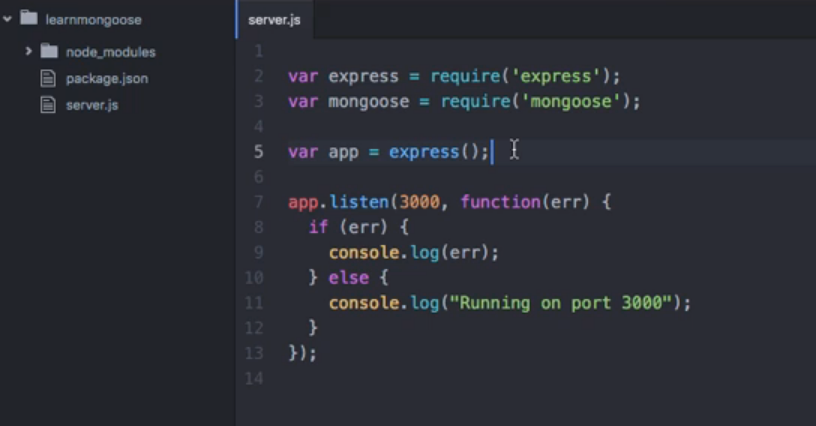 learnmongoose
node_modules
package.json
server.js
server.js
1
2 var express = require('express');
3 var mongoose = require('mongoose');
4
5 var app = express();
6
7 app.listen(3000, function(err) {
8   if (err) {
9     console.log(err);
10   } else {
11     console.log("Running on port 3000");
12   }
13 });
14